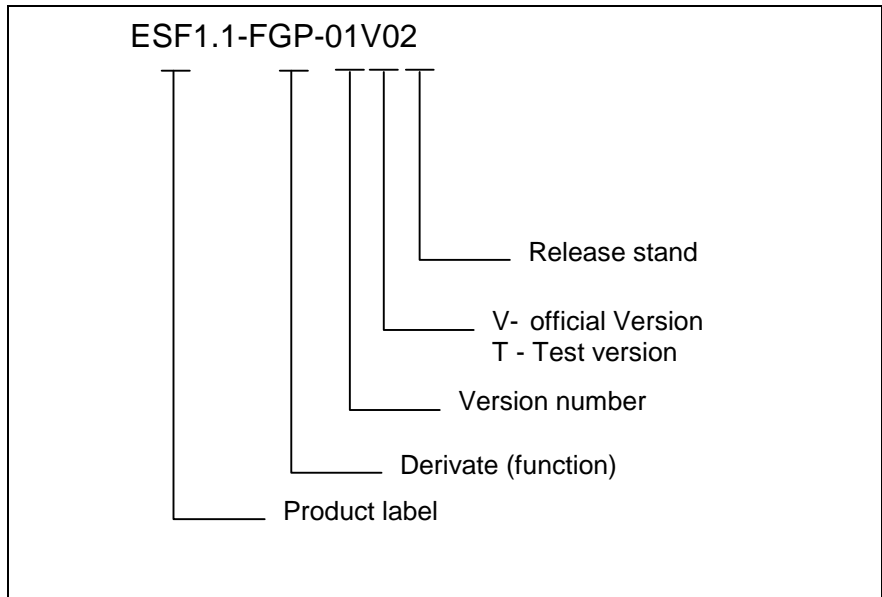 ESF1.1-FGP-01V02
Release stand
V- official Version
T - Test version
Version number
Derivate (function)
Product label